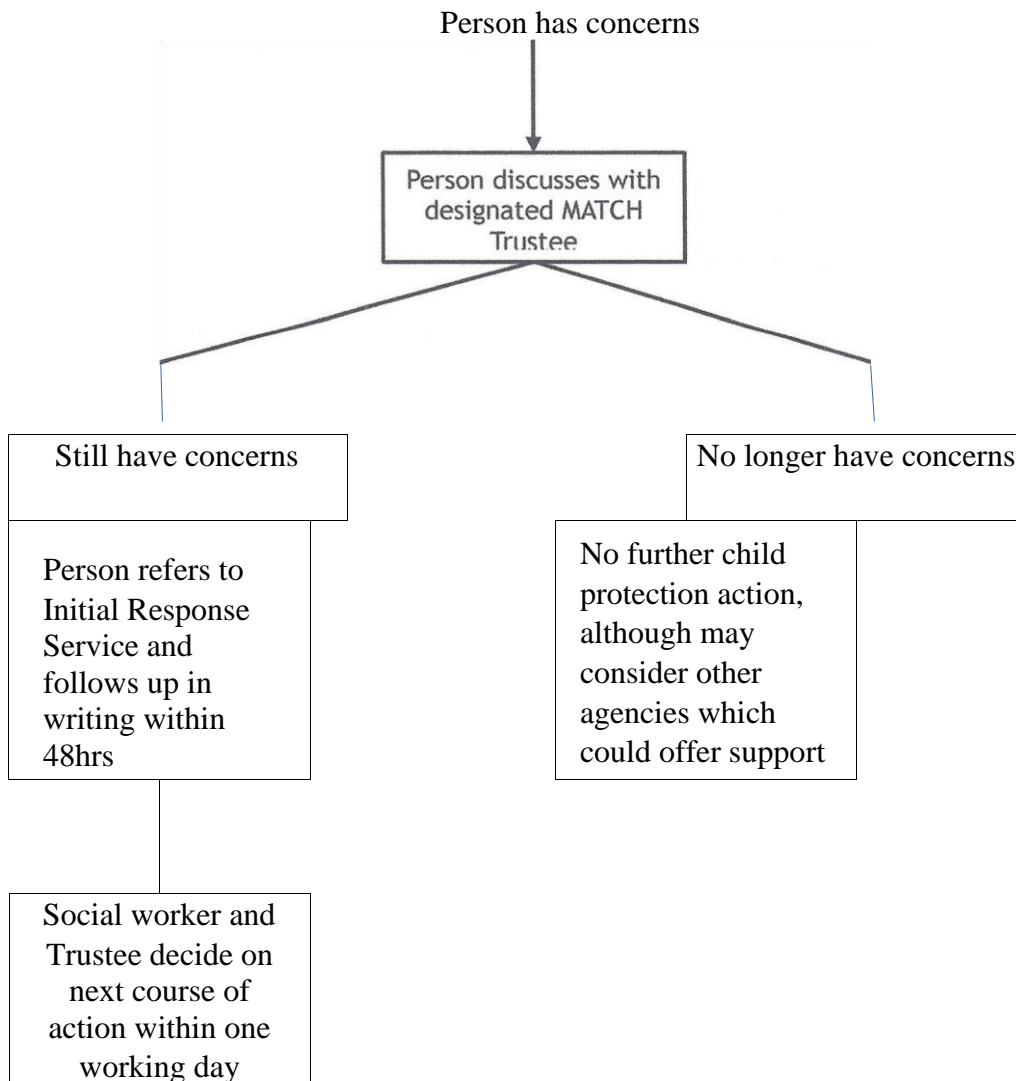 Person has concerns
Person discusses with
designated MATCH
Trustee
Still have concerns
No longer have concerns
Person refers to
Initial Response
Service and
follows up in
writing within
48hrs
No further child
protection action,
although may
consider other
agencies which
could offer support
Social worker and
Trustee decide on
next course of
action within one
working day